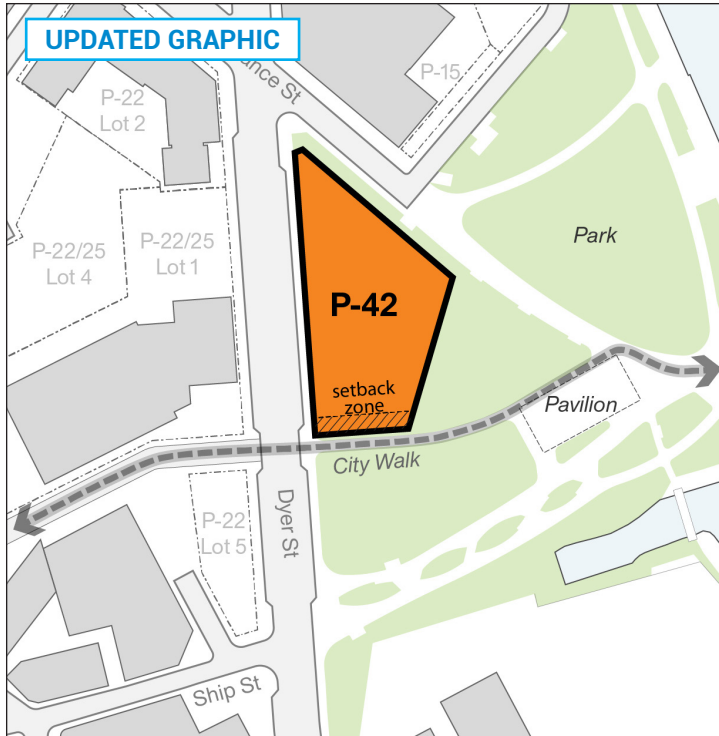 UPDATED GRAPHIC
P-15
P-22
Lot 2
P-22/25
Lot 4
P-22/25
Lot 1
Park
P-42
setback
zone
Pavilion
City Walk
P-22
Lot 5
Dyer St
Ship St